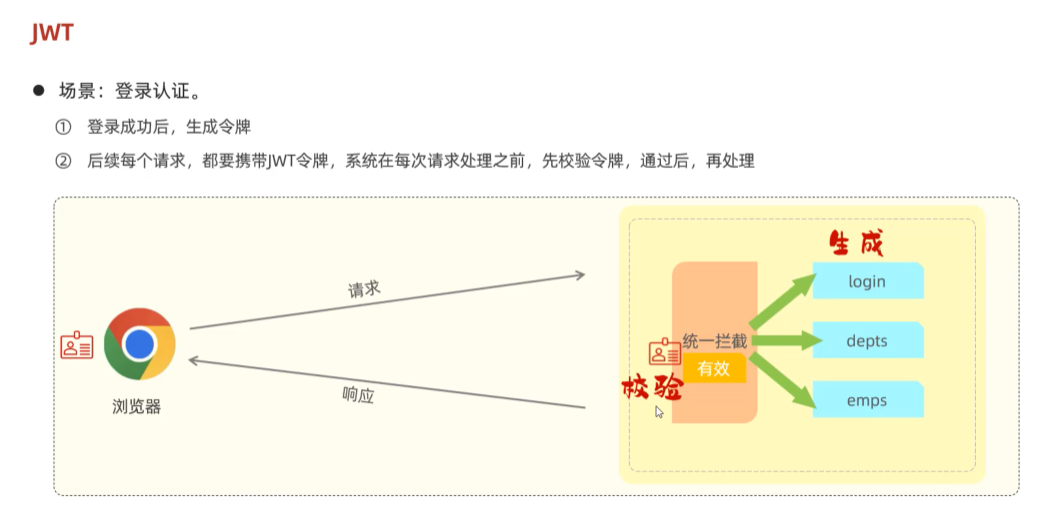 JWT
● 场景：登录认证。
① 登录成功后，生成令牌
② 后续每个请求，都要携带JWT令牌，系统在每次请求处理之前，先校验令牌，通过后，再处理
生成
login
请求
统一拦截
depts
有效
校验
响应
emps
浏览器